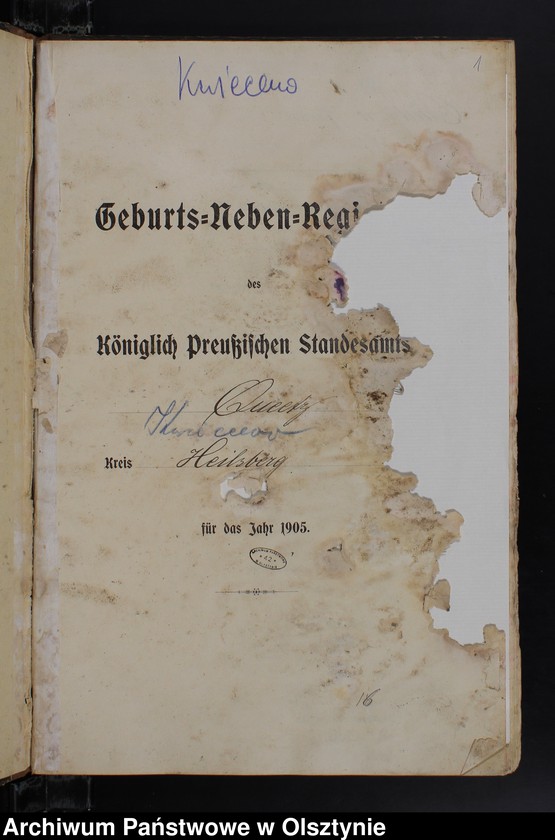 1
Kwiecewo
Geburts=Neben=Regi
des
Königlich Preußischen Standesamts
Queetz
Kwiecewo
Kreis Heilsberg
für das Jahr 1905.
16
Archiwum Państwowe w Olsztynie